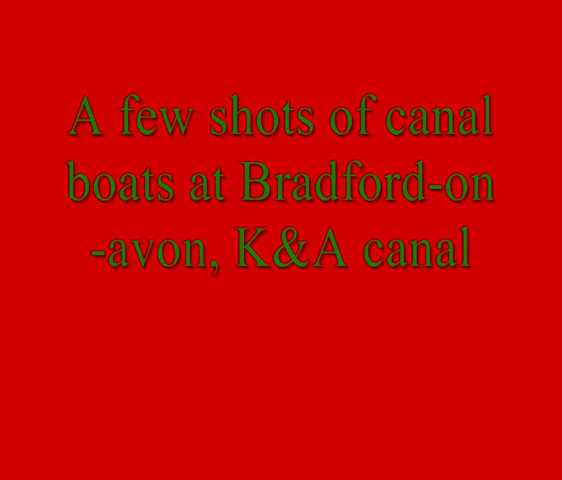 A few shots of canal
boats at Bradford-on
-avon, K&A canal